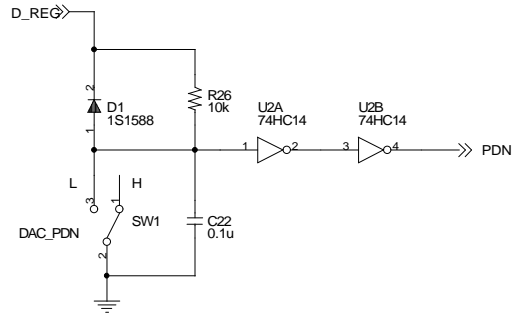 D_REG
2
D1
1S1588
1
R26
10k
U2A
74HC14
1
2
U2B
74HC14
3
4
PDN
L
H
3
1
DAC_PDN
SW1
2
C22
0.1u